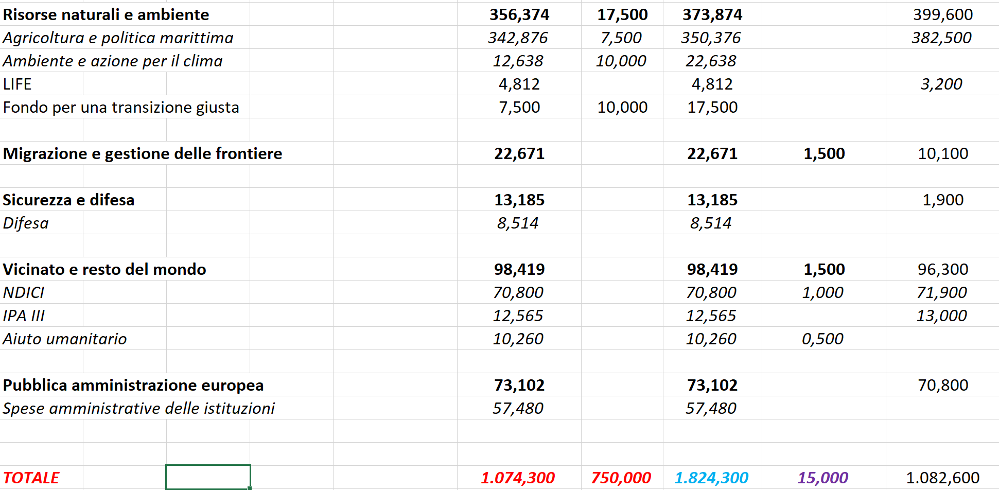 Risorse naturali e ambiente 356,374 17,500 373,874 399,600
Agricoltura e politica marittima 342,876 7,500 350,376 382,500
Ambiente e azione per il clima 12,638 10,000 22,638
LIFE 4,812 4,812 3,200
Fondo per una transizione giusta 7,500 10,000 17,500
Migrazione e gestione delle frontiere 22,671 22,671 1,500 10,100
Sicurezza e difesa 13,185 13,185 1,900
Difesa 8,514 8,514
Vicinato e resto del mondo 98,419 98,419 1,500 96,300
NDICI 70,800 70,800 1,000 71,900
IPA III 12,565 12,565 13,000
Aiuto umanitario 10,260 10,260 0,500
Pubblica amministrazione europea 73,102 73,102 70,800
Spese amministrative delle istituzioni 57,480 57,480
TOTALE 1.074,300 750,000 1.824,300 15,000 1.082,600